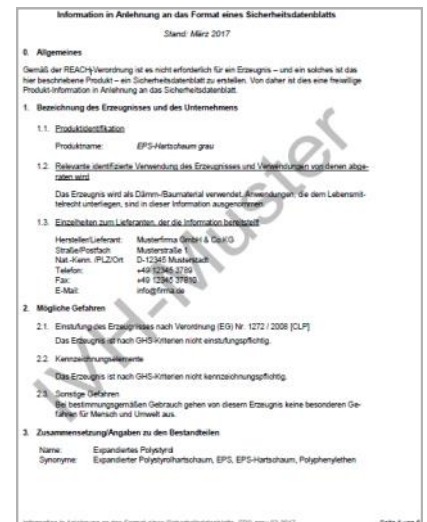 Information in Anlehnung an das Format eines Sicherheitsdatenblatts
Stand: März 2017
0. Allgemeines
Gemäß der REACH-Verordnung ist es nicht erforderlich für ein Erzeugnis – und ein solches ist das
hier beschriebene Produkt – ein Sicherheitsdatenblatt zu erstellen. Von daher ist dies eine freiwillige
Produkt-Information in Anlehnung an das Sicherheitsdatenblatt.
1. Bezeichnung des Erzeugnisses und des Unternehmens
1.1. Produktidentifikation
Produktname: EPS-Hartschaum grau
1.2. Relevante identifizierte Verwendung des Erzeugnisses und Verwendungen von denen abge-
raten wird
Das Erzeugnis wird als Dämm-/Baumaterial verwendet. Anwendungen, die dem Lebensmit-
telrecht unterliegen, sind in dieser Information ausgenommen.
1.3. Einzelheiten zum Lieferanten, der die Information bereitstellt
Hersteller/Lieferant: Musterfirma GmbH & Co.KG
Straße/Postfach Musterstraße 1
Nat.-Kenn. /PLZ/Ort D-12345 Musterstadt
Telefon: +49 12345 3789
Fax: +49 12345 37810
E-Mail: info@firma.de
2. Mögliche Gefahren
2.1. Einstufung des Erzeugnisses nach Verordnung (EG) Nr. 1272 / 2008 [CLP]
Das Erzeugnis ist nach GHS-Kriterien nicht einstufungspflichtig.
2.2. Kennzeichnungselemente
Das Erzeugnis ist nach GHS-Kriterien nicht kennzeichnungspflichtig.
2.3. Sonstige Gefahren
Bei bestimmungsgemäßen Gebrauch gehen von diesem Erzeugnis keine besonderen Ge-
fahren für Mensch und Umwelt aus.
3. Zusammensetzung/Angaben zu den Bestandteilen
Name: Expandiertes Polystyrol
Synonyme: Expandierter Polystyrolhartschaum, EPS, EPS-Hartschaum, Polyphenylethen
IVH-Muster